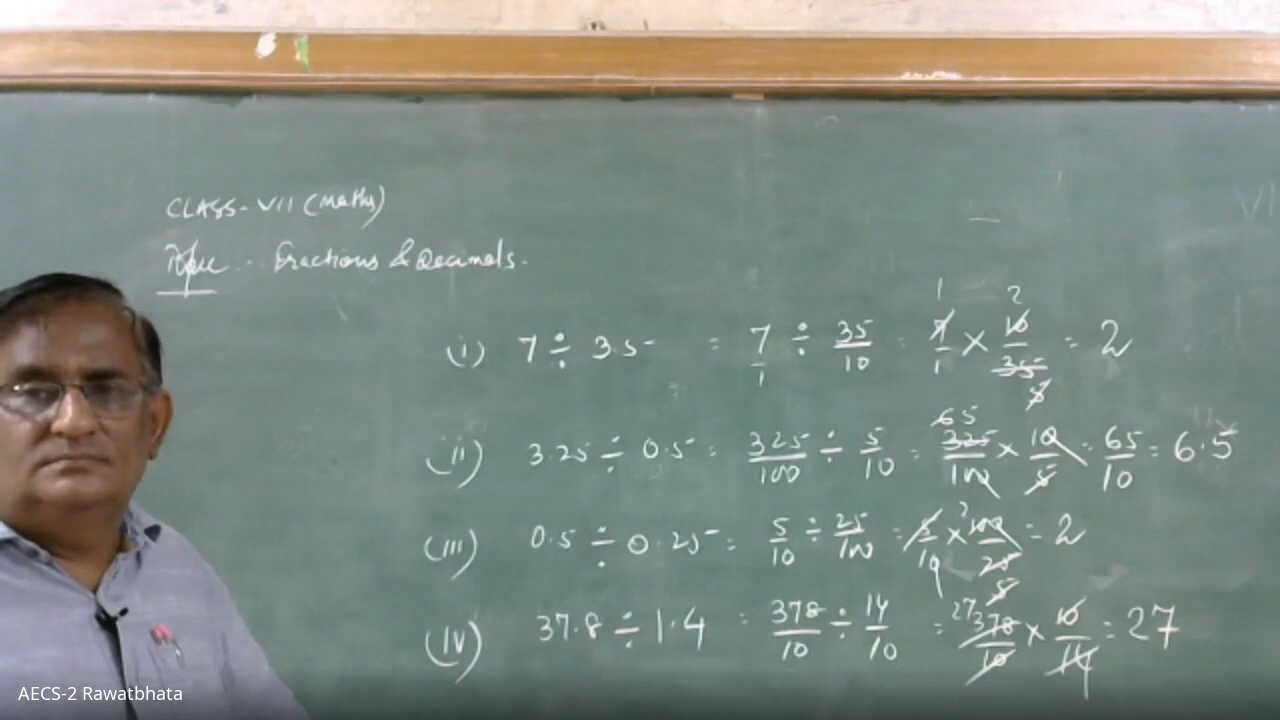 CLASS-VII (Maths)
Topic - Fractions & Decimals.
(i) 7 ÷ 3.5 = 7/1 ÷ 35/10 = 7/1 × 10/35 = 2
(ii) 3.25 ÷ 0.5 = 325/100 ÷ 5/10 = 325/100 × 10/5 = 65/10 = 6.5
(iii) 0.5 ÷ 0.25 = 5/10 ÷ 25/100 = 5/10 × 100/25 = 2
(iv) 37.8 ÷ 1.4 = 378/10 ÷ 14/10 = 378/10 × 10/14 = 27
AECS-2 Rawatbhata